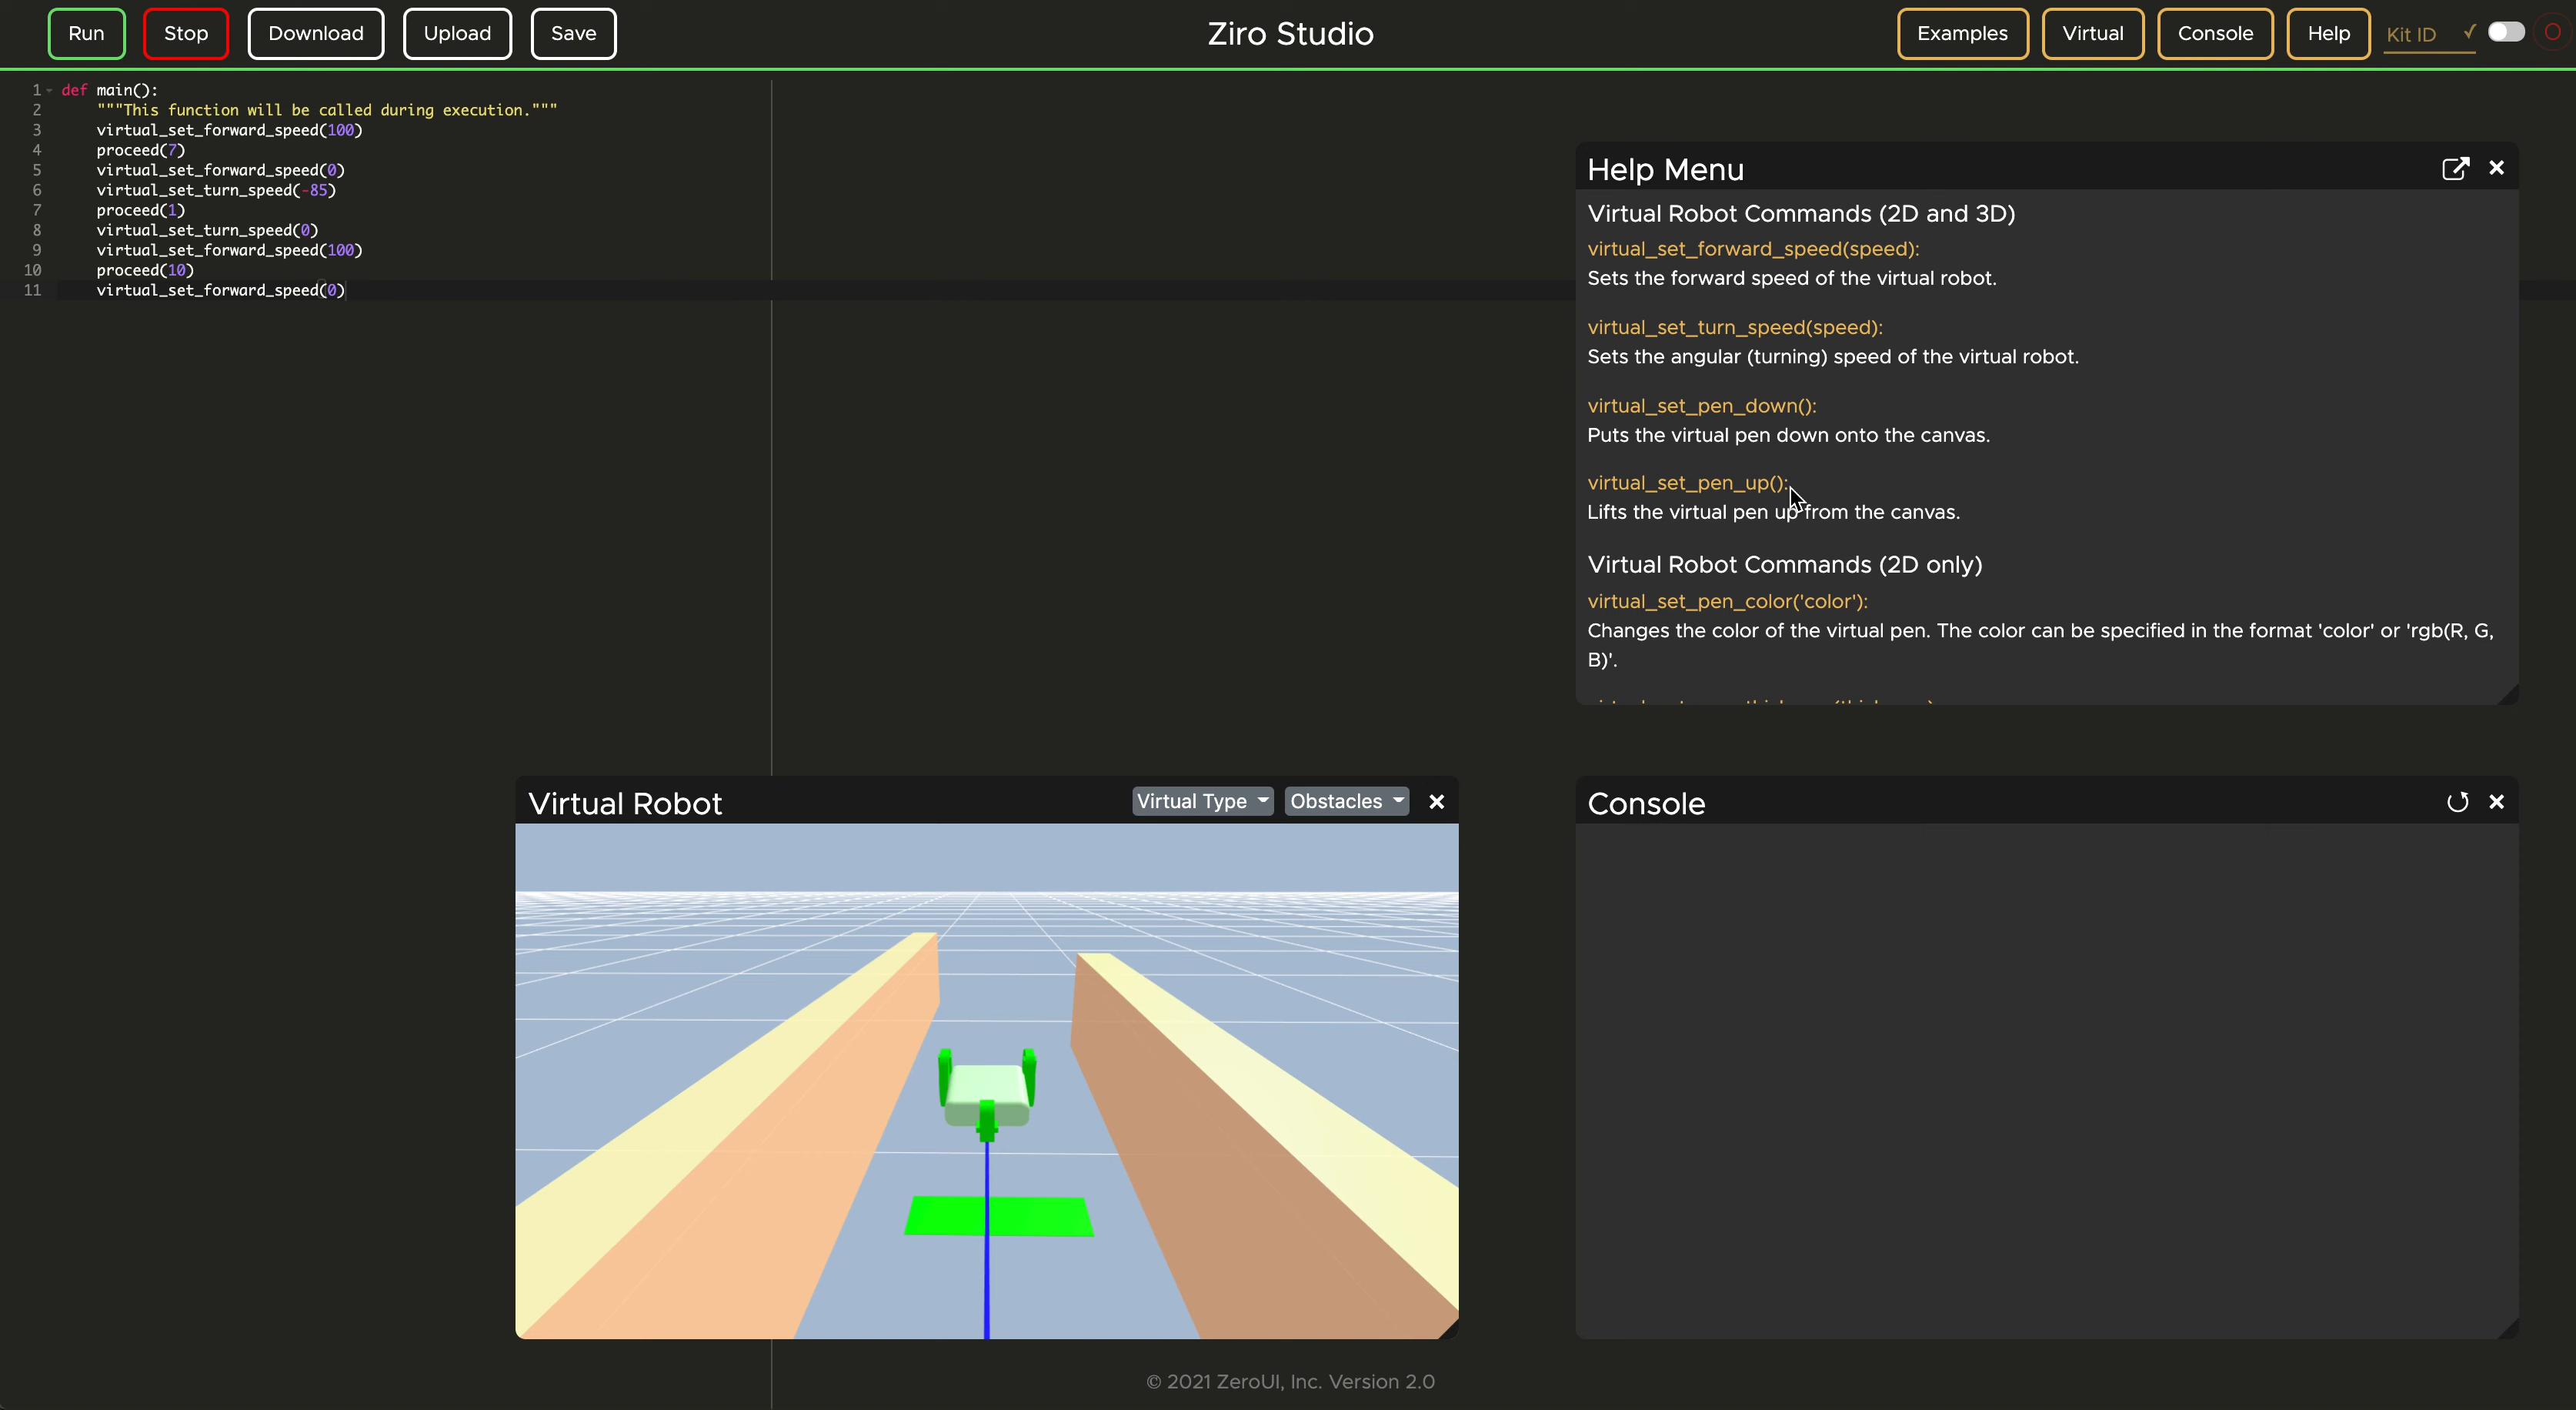 Run Stop Download Upload Save Ziro Studio Examples Virtual Console Help Kit ID
1 def main():
2 """This function will be called during execution."""
3 virtual_set_forward_speed(100)
4 proceed(7)
5 virtual_set_forward_speed(0)
6 virtual_set_turn_speed(-85)
7 proceed(1)
8 virtual_set_turn_speed(0)
9 virtual_set_forward_speed(100)
10 proceed(10)
11 virtual_set_forward_speed(0)
Help Menu
Virtual Robot Commands (2D and 3D)
virtual_set_forward_speed(speed):
Sets the forward speed of the virtual robot.
virtual_set_turn_speed(speed):
Sets the angular (turning) speed of the virtual robot.
virtual_set_pen_down():
Puts the virtual pen down onto the canvas.
virtual_set_pen_up():
Lifts the virtual pen up from the canvas.
Virtual Robot Commands (2D only)
virtual_set_pen_color('color'):
Changes the color of the virtual pen. The color can be specified in the format 'color' or 'rgb(R, G,
B)'.
Virtual Robot Virtual Type Obstacles
Console
© 2021 ZeroUI, Inc. Version 2.0